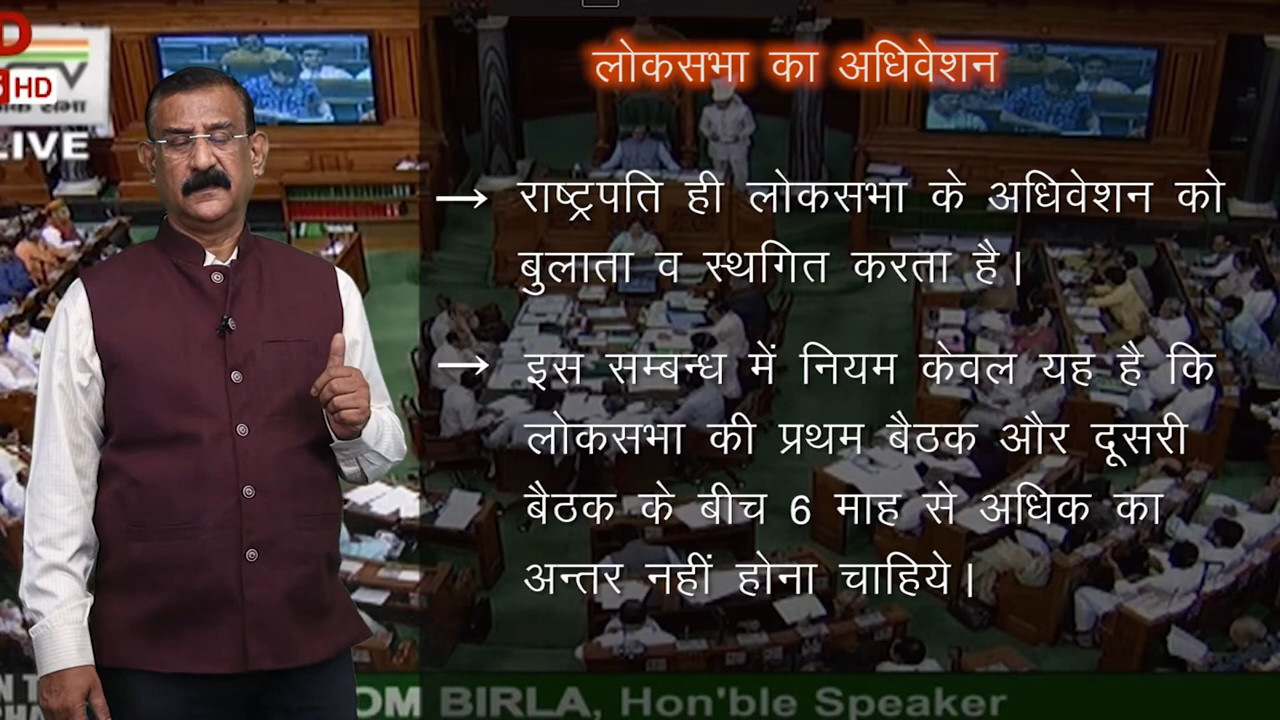 लोकसभा का अधिवेशन
→ राष्ट्रपति ही लोकसभा के अधिवेशन को
बुलाता व स्थगित करता है।
→ इस सम्बन्ध में नियम केवल यह है कि
लोकसभा की प्रथम बैठक और दूसरी
बैठक के बीच 6 माह से अधिक का
अन्तर नहीं होना चाहिये।
HD
LIVE
OM BIRLA, Hon'ble Speaker